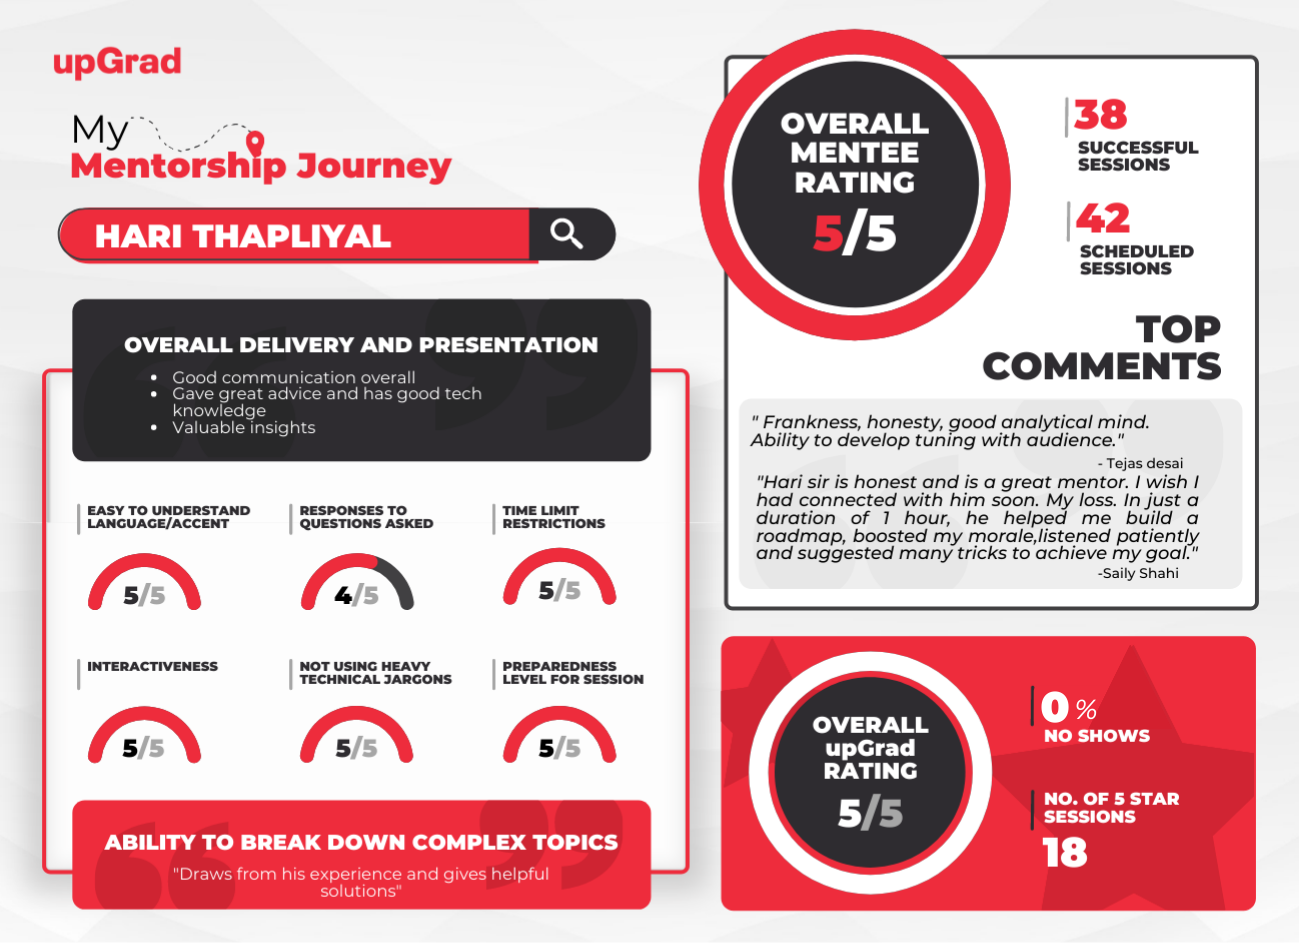 upGrad
My
Mentorship Journey
HARI THAPLIYAL
OVERALL DELIVERY AND PRESENTATION
• Good communication overall
• Gave great advice and has good tech
knowledge
• Valuable insights
EASY TO UNDERSTAND
LANGUAGE/ACCENT
5/5
RESPONSES TO
QUESTIONS ASKED
4/5
TIME LIMIT
RESTRICTIONS
5/5
INTERACTIVENESS
5/5
NOT USING HEAVY
TECHNICAL JARGONS
5/5
PREPAREDNESS
LEVEL FOR SESSION
5/5
ABILITY TO BREAK DOWN COMPLEX TOPICS
"Draws from his experience and gives helpful
solutions"
OVERALL
MENTEE
RATING
5/5
38
SUCCESSFUL
SESSIONS
42
SCHEDULED
SESSIONS
TOP
COMMENTS
" Frankness, honesty, good analytical mind.
Ability to develop tuning with audience."
- Tejas desai
"Hari sir is honest and is a great mentor. I wish I
had connected with him soon. My loss. In just a
duration of 1 hour, he helped me build a
roadmap, boosted my morale,listened patiently
and suggested many tricks to achieve my goal."
-Saily Shahi
OVERALL
upGrad
RATING
5/5
0 %
NO SHOWS
NO. OF 5 STAR
SESSIONS
18